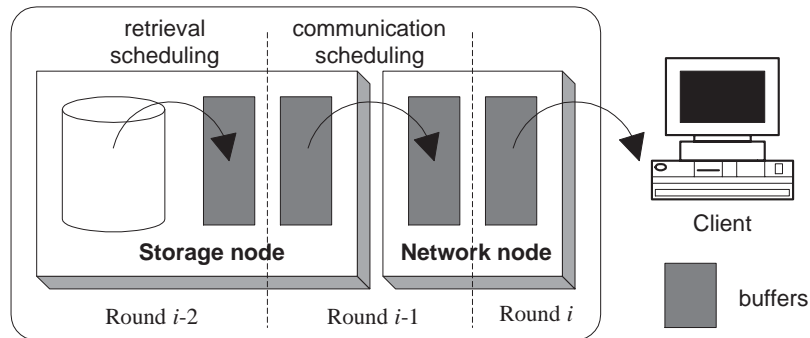 retrieval
scheduling
communication
scheduling
Storage node
Network node
Client
Round i-2
Round i-1
Round i
buffers